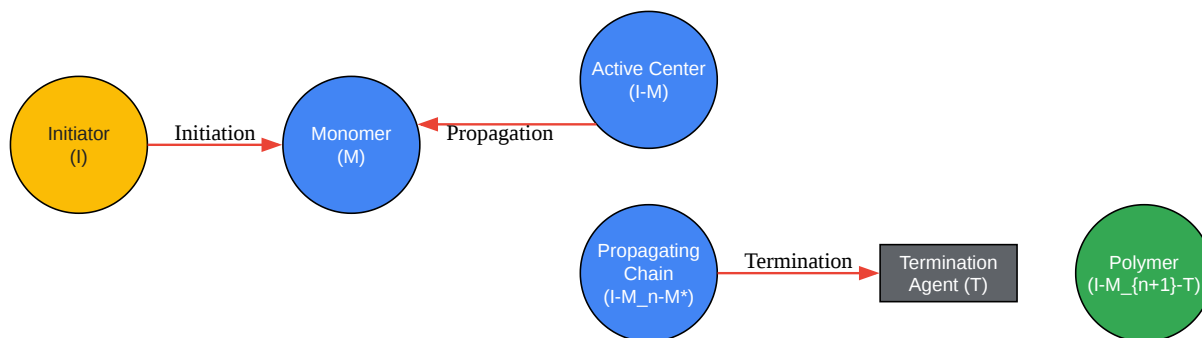 Initiator
(I)
Initiation
Monomer
(M)
Propagation
Active Center
(I-M)
Propagating
Chain
(I-M_n-M*)
Termination
Termination
Agent (T)
Polymer
(I-M_{n+1}-T)